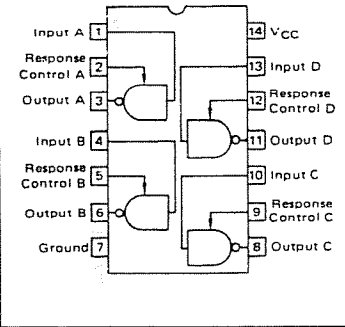 Input A 1
Response
Control A 2
Output A 3
Input B 4
Response
Control B 5
Output B 6
Ground 7
14 VCC
13 Input D
12 Response
Control D
11 Output D
10 Input C
9 Response
Control C
8 Output C